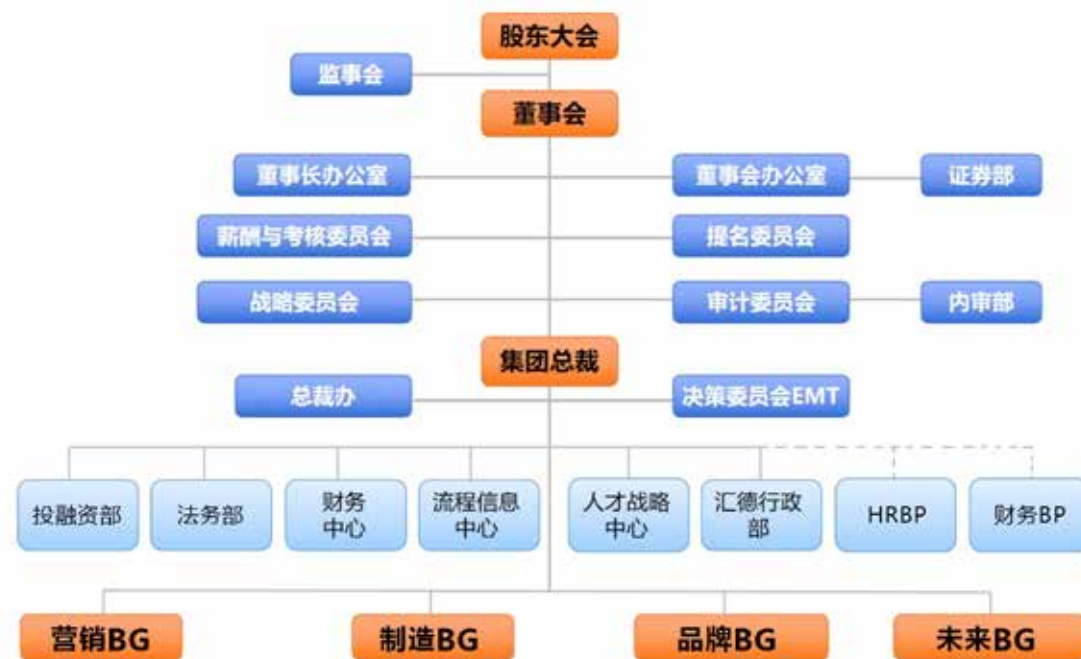 股东大会
监事会
董事会
董事长办公室
董事会办公室
证券部
薪酬与考核委员会
提名委员会
战略委员会
审计委员会
内审部
集团总裁
总裁办
决策委员会EMT
投融资部
法务部
财务
中心
流程信息
中心
人才战略
中心
汇德行政
部
HRBP
财务BP
营销BG
制造BG
品牌BG
未来BG